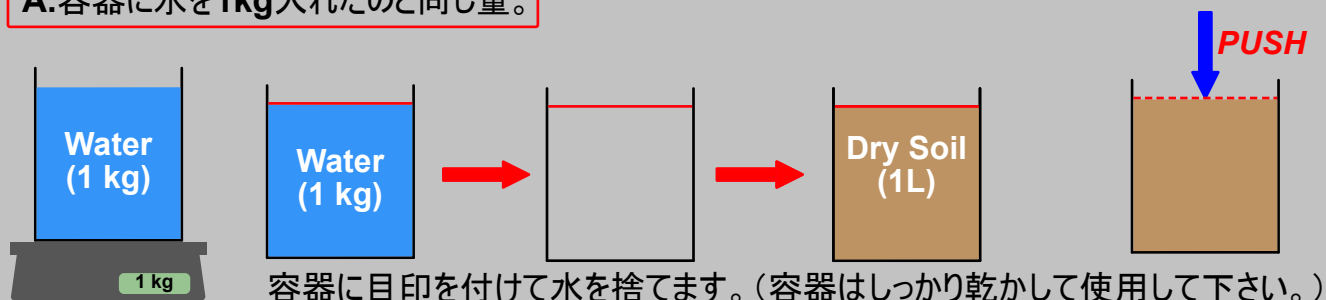 A.容器に水を1kg入れたのと同じ量。
PUSH
Water
(1 kg)
Water
(1 kg)
Dry Soil
(1L)
1 kg
容器に目印を付けて水を捨てます。（容器はしっかり乾かして使用して下さい。）